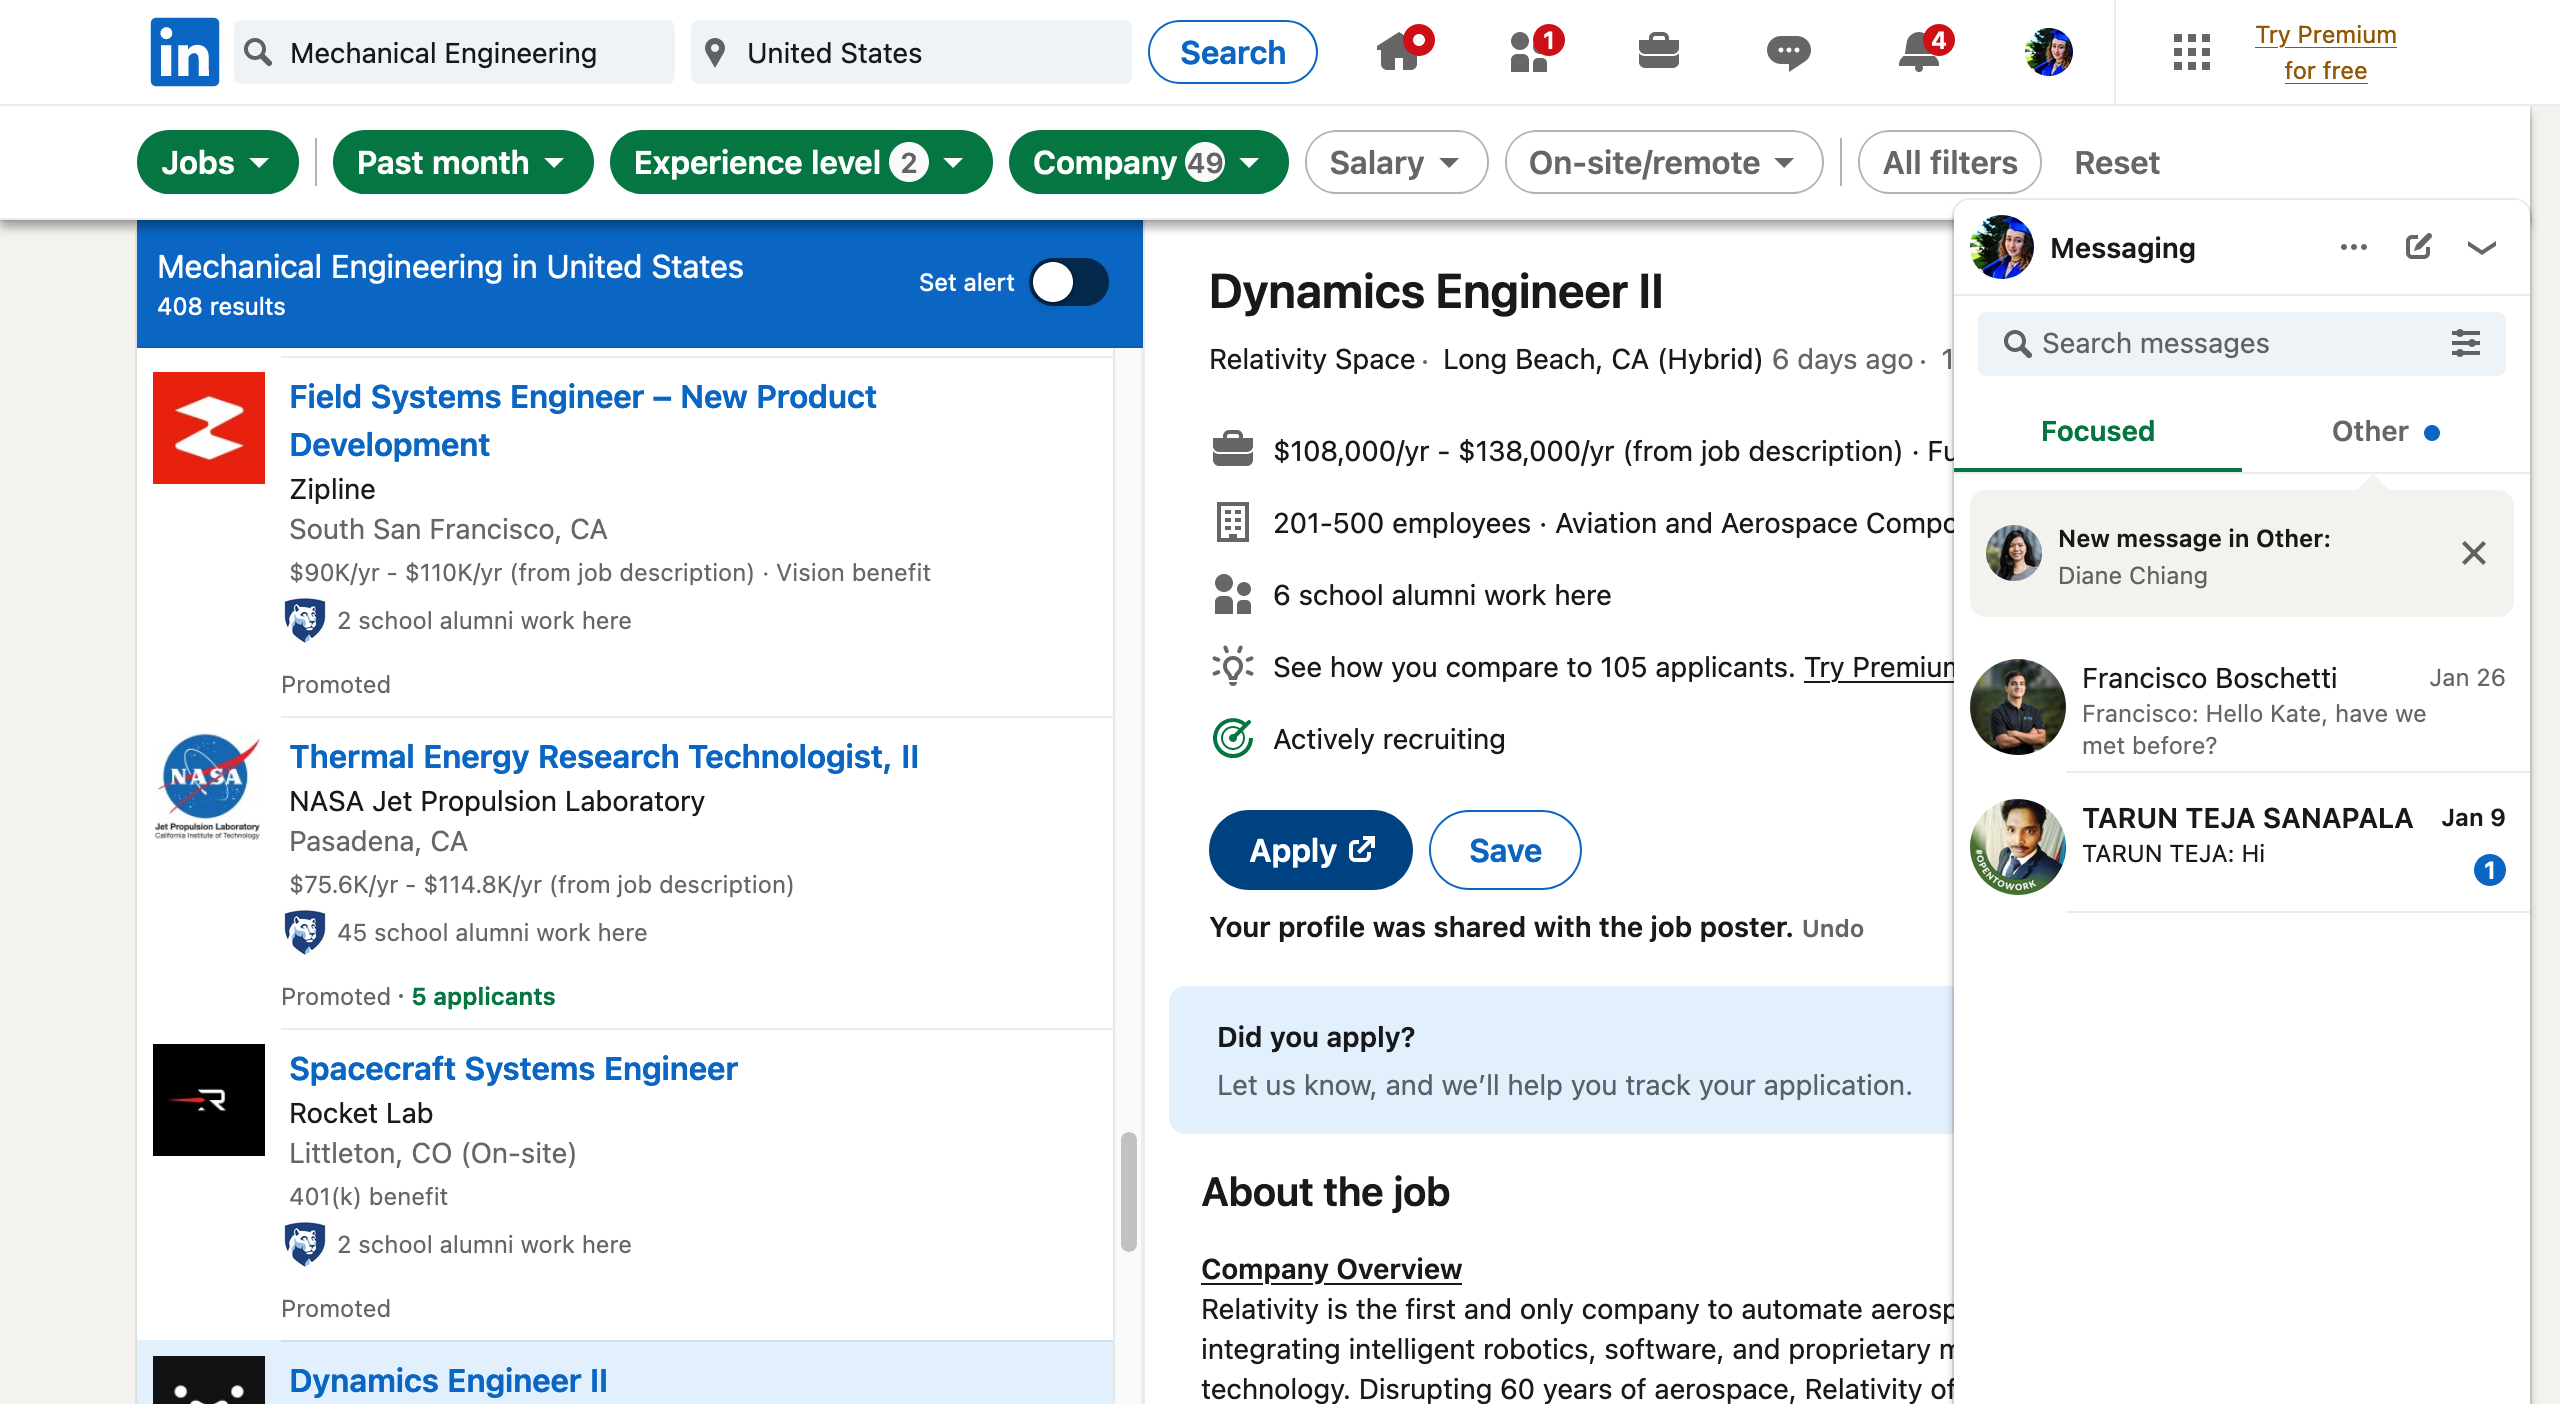 in
Mechanical Engineering
United States
Search
1
4
Try Premium
for free
Jobs
Past month
Experience level 2
Company 49
Salary
On-site/remote
All filters
Reset
Mechanical Engineering in United States
408 results
Set alert
Field Systems Engineer – New Product
Development
Zipline
South San Francisco, CA
$90K/yr - $110K/yr (from job description) · Vision benefit
2 school alumni work here
Promoted
NASA
Jet Propulsion Laboratory
California Institute of Technology
Thermal Energy Research Technologist, II
NASA Jet Propulsion Laboratory
Pasadena, CA
$75.6K/yr - $114.8K/yr (from job description)
45 school alumni work here
Promoted · 5 applicants
R
Spacecraft Systems Engineer
Rocket Lab
Littleton, CO (On-site)
401(k) benefit
2 school alumni work here
Promoted
Dynamics Engineer II
Dynamics Engineer II
Relativity Space · Long Beach, CA (Hybrid) 6 days ago · 1
$108,000/yr - $138,000/yr (from job description) · Fu
201-500 employees · Aviation and Aerospace Compo
6 school alumni work here
See how you compare to 105 applicants. Try Premium
Actively recruiting
Apply
Save
Your profile was shared with the job poster. Undo
Did you apply?
Let us know, and we’ll help you track your application.
About the job
Company Overview
Relativity is the first and only company to automate aerosp
integrating intelligent robotics, software, and proprietary m
technology. Disrupting 60 years of aerospace, Relativity of
Messaging
Search messages
Focused
Other
New message in Other:
Diane Chiang
Francisco Boschetti
Jan 26
Francisco: Hello Kate, have we
met before?
#OPENTOWORK
TARUN TEJA SANAPALA
Jan 9
TARUN TEJA: Hi
1